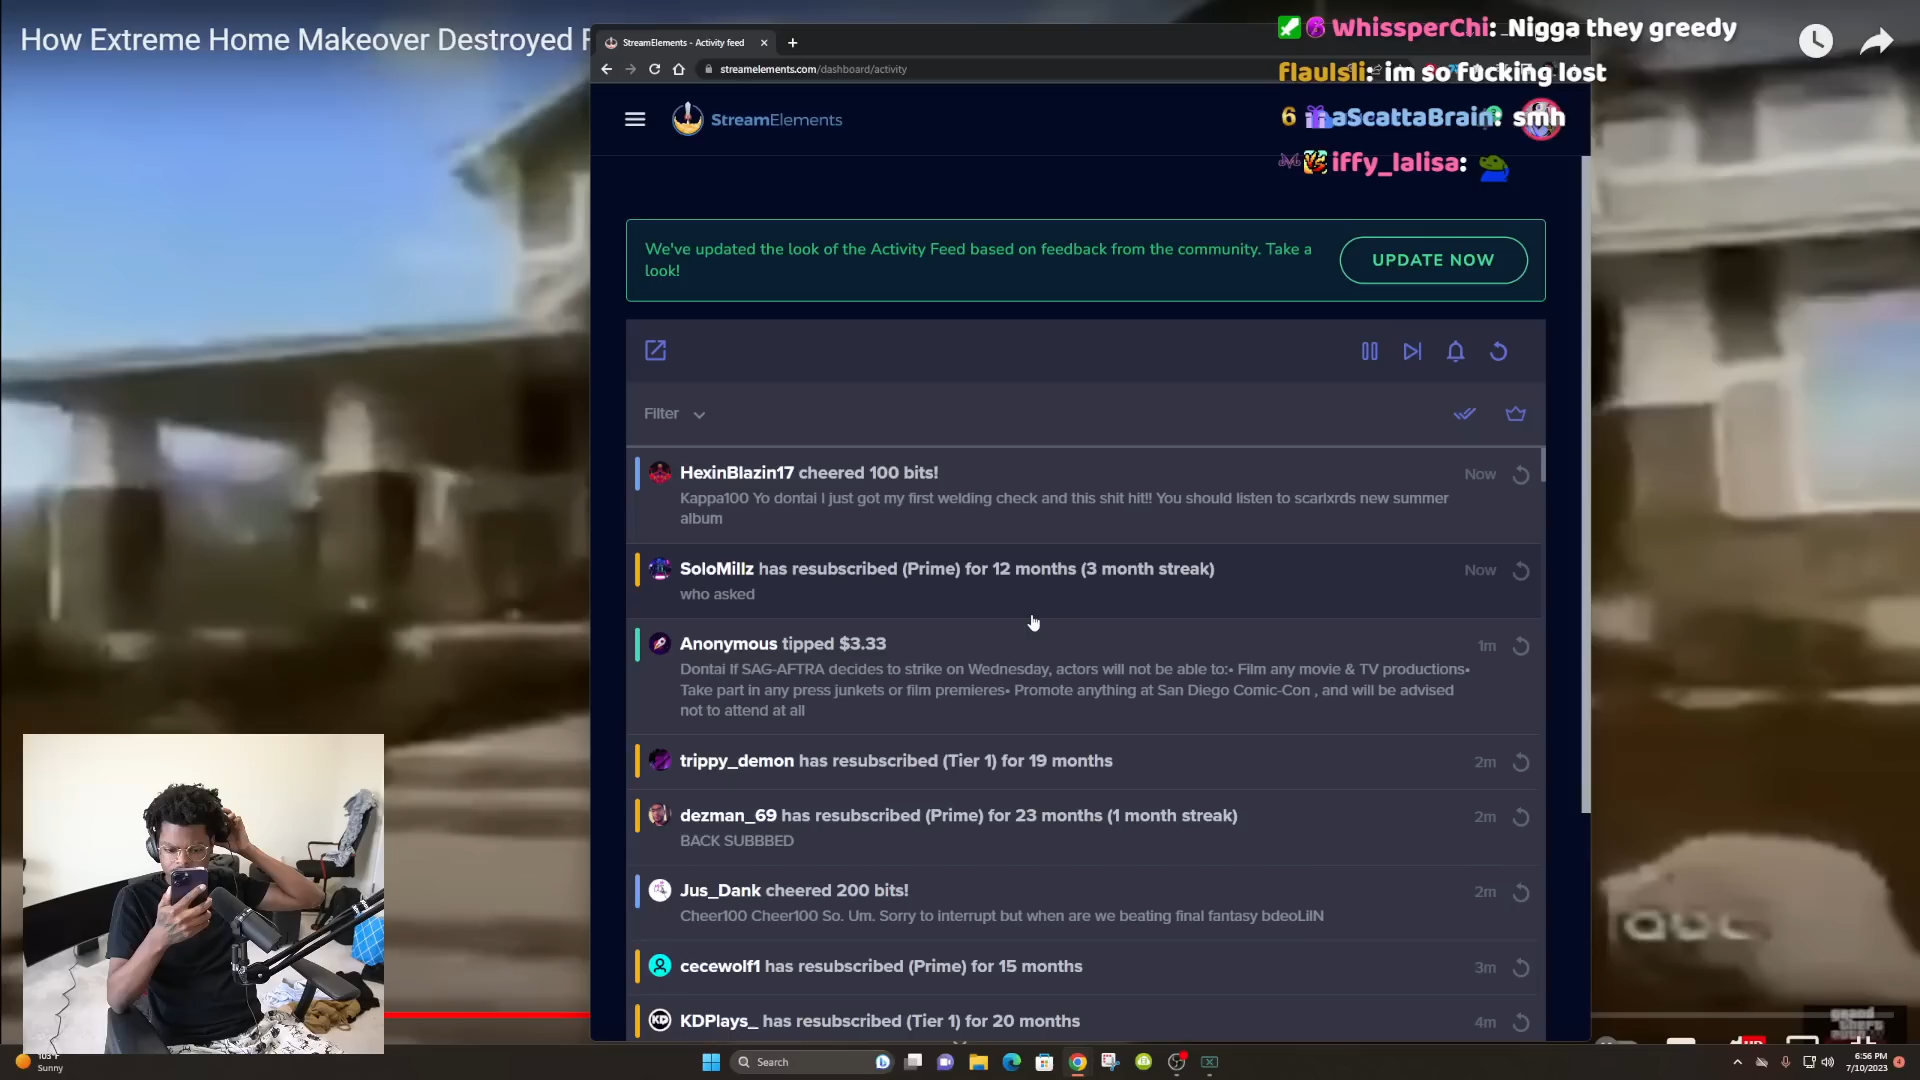 How Extreme Home Makeover Destroyed
StreamElements - Activity feed
streamelements.com/dashboard/activity
WhissperChi: Nigga they greedy
flaulsli: im so fucking lost
6 aScattaBrain: smh
iffy_lalisa:
StreamElements
We've updated the look of the Activity Feed based on feedback from the community. Take a
look!
UPDATE NOW
Filter
HexinBlazin17 cheered 100 bits! Now
Kappa100 Yo dontai I just got my first welding check and this shit hit!! You should listen to scarlxrds new summer
album
SoloMillz has resubscribed (Prime) for 12 months (3 month streak) Now
who asked
Anonymous tipped $3.33 1m
Dontai If SAG-AFTRA decides to strike on Wednesday, actors will not be able to:• Film any movie & TV productions•
Take part in any press junkets or film premieres• Promote anything at San Diego Comic-Con , and will be advised
not to attend at all
trippy_demon has resubscribed (Tier 1) for 19 months 2m
dezman_69 has resubscribed (Prime) for 23 months (1 month streak) 2m
BACK SUBBBED
Jus_Dank cheered 200 bits! 2m
Cheer100 Cheer100 So. Um. Sorry to interrupt but when are we beating final fantasy bdeoLilN
cecewolf1 has resubscribed (Prime) for 15 months 3m
KD KDPlays_ has resubscribed (Tier 1) for 20 months 4m
abc
grand
theft
103°F
Sunny
Search
6:56 PM
7/10/2023
4